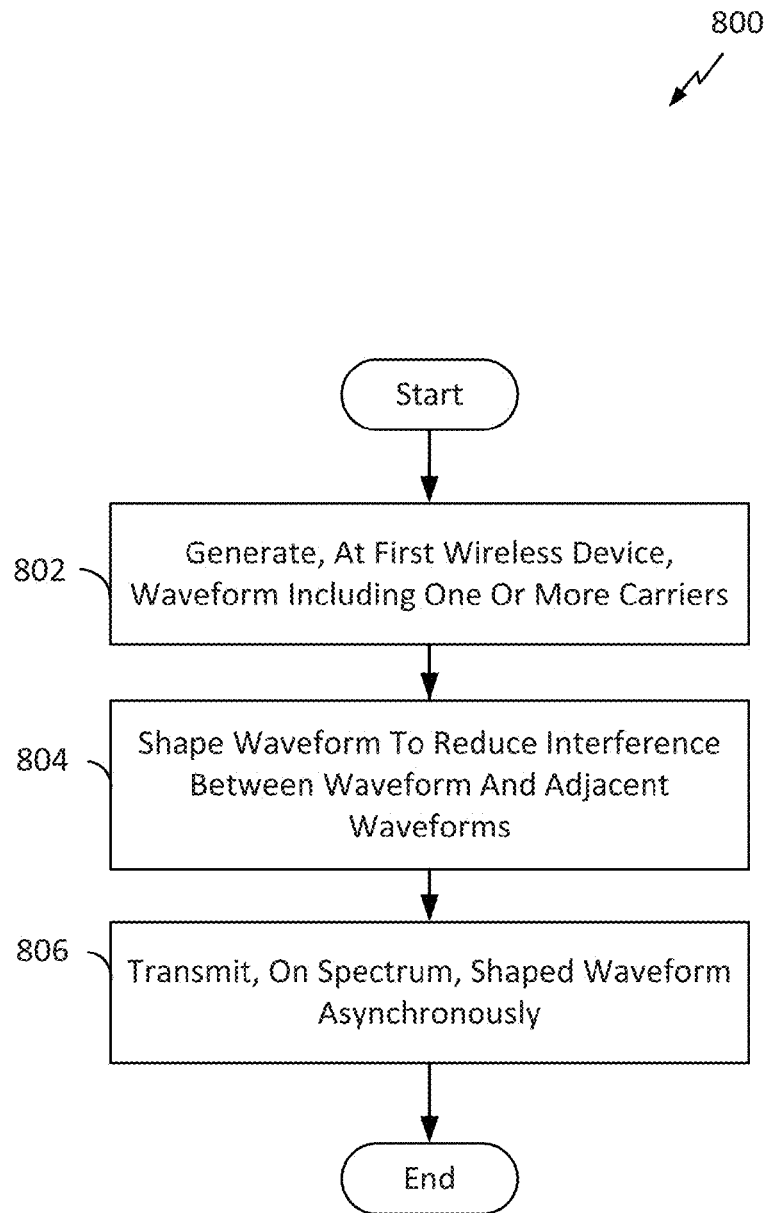 800
Start
802
Generate, At First Wireless Device,
Waveform Including One Or More Carriers
804
Shape Waveform To Reduce Interference
Between Waveform And Adjacent
Waveforms
806
Transmit, On Spectrum, Shaped Waveform
Asynchronously
End